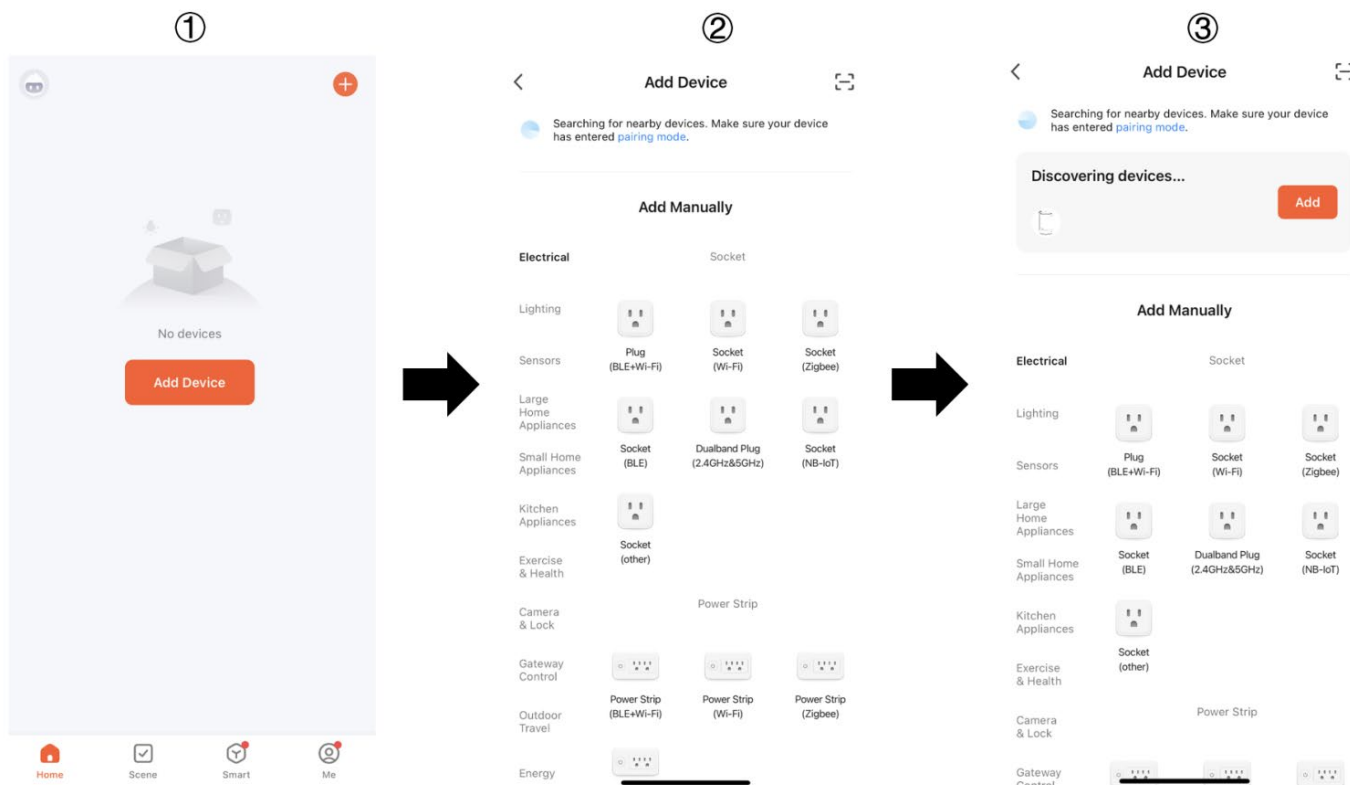 ①
No devices
Add Device
Home
Scene
Smart
Me
②
Add Device
Searching for nearby devices. Make sure your device
has entered pairing mode.
Add Manually
Electrical
Lighting
Sensors
Large
Home
Appliances
Small Home
Appliances
Kitchen
Appliances
Exercise
& Health
Camera
& Lock
Gateway
Control
Outdoor
Travel
Energy
Socket
Plug
(BLE+Wi-Fi)
Socket
(Wi-Fi)
Socket
(Zigbee)
Socket
(BLE)
Dualband Plug
(2.4GHz&5GHz)
Socket
(NB-IoT)
Socket
(other)
Power Strip
Power Strip
(BLE+Wi-Fi)
Power Strip
(Wi-Fi)
Power Strip
(Zigbee)
③
Add Device
Searching for nearby devices. Make sure your device
has entered pairing mode.
Discovering devices...
Add
Add Manually
Electrical
Lighting
Sensors
Large
Home
Appliances
Small Home
Appliances
Kitchen
Appliances
Exercise
& Health
Camera
& Lock
Gateway
Control
Socket
Plug
(BLE+Wi-Fi)
Socket
(Wi-Fi)
Socket
(Zigbee)
Socket
(BLE)
Dualband Plug
(2.4GHz&5GHz)
Socket
(NB-IoT)
Socket
(other)
Power Strip